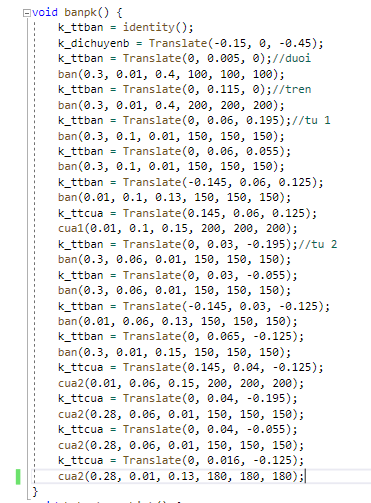 void banpk() {
k_ttban = identity();
k_dichuyenb = Translate(-0.15, 0, -0.45);
k_ttban = Translate(0, 0.005, 0);//duoi
ban(0.3, 0.01, 0.4, 100, 100, 100);
k_ttban = Translate(0, 0.115, 0);//tren
ban(0.3, 0.01, 0.4, 200, 200, 200);
k_ttban = Translate(0, 0.06, 0.195);//tu 1
ban(0.3, 0.1, 0.01, 150, 150, 150);
k_ttban = Translate(0, 0.06, 0.055);
ban(0.3, 0.1, 0.01, 150, 150, 150);
k_ttban = Translate(-0.145, 0.06, 0.125);
ban(0.01, 0.1, 0.13, 150, 150, 150);
k_ttcua = Translate(0.145, 0.06, 0.125);
cua1(0.01, 0.1, 0.15, 200, 200, 200);
k_ttban = Translate(0, 0.03, -0.195);//tu 2
ban(0.3, 0.06, 0.01, 150, 150, 150);
k_ttban = Translate(0, 0.03, -0.055);
ban(0.3, 0.06, 0.01, 150, 150, 150);
k_ttban = Translate(-0.145, 0.03, -0.125);
ban(0.01, 0.06, 0.13, 150, 150, 150);
k_ttban = Translate(0, 0.065, -0.125);
ban(0.3, 0.01, 0.15, 150, 150, 150);
k_ttcua = Translate(0.145, 0.04, -0.125);
cua2(0.01, 0.06, 0.15, 200, 200, 200);
k_ttcua = Translate(0, 0.04, -0.195);
cua2(0.28, 0.06, 0.01, 150, 150, 150);
k_ttcua = Translate(0, 0.04, -0.055);
cua2(0.28, 0.06, 0.01, 150, 150, 150);
k_ttcua = Translate(0, 0.016, -0.125);
cua2(0.28, 0.01, 0.13, 180, 180, 180);
}